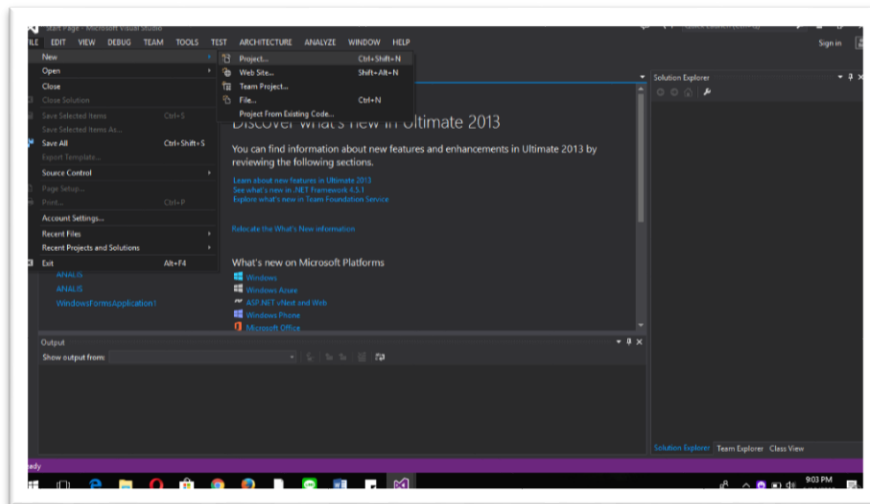 Start Page - Microsoft Visual Studio
EDIT VIEW DEBUG TEAM TOOLS TEST ARCHITECTURE ANALYZE WINDOW HELP
Sign in
New
Open
Close
Close Solution
Save Selected Items Ctrl+S
Save Selected Items As...
Save All Ctrl+Shift+S
Export Template...
Source Control
Page Setup...
Print... Ctrl+P
Account Settings...
Recent Files
Recent Projects and Solutions
Exit Alt+F4
Project... Ctrl+Shift+N
Web Site... Shift+Alt+N
Team Project...
File... Ctrl+N
Project From Existing Code...
ANALIS
ANALIS
WindowsFormsApplication1
Discover what's new in Ultimate 2013
You can find information about new features and enhancements in Ultimate 2013 by
reviewing the following sections.
Learn about new features in Ultimate 2013
See what's new in .NET Framework 4.5.1
Explore what's new in Team Foundation Service
Relocate the What's New information
What's new on Microsoft Platforms
Windows
Windows Azure
ASP.NET vNext and Web
Windows Phone
Microsoft Office
Solution Explorer
Output
Show output from:
Solution Explorer Team Explorer Class View
9:03 PM